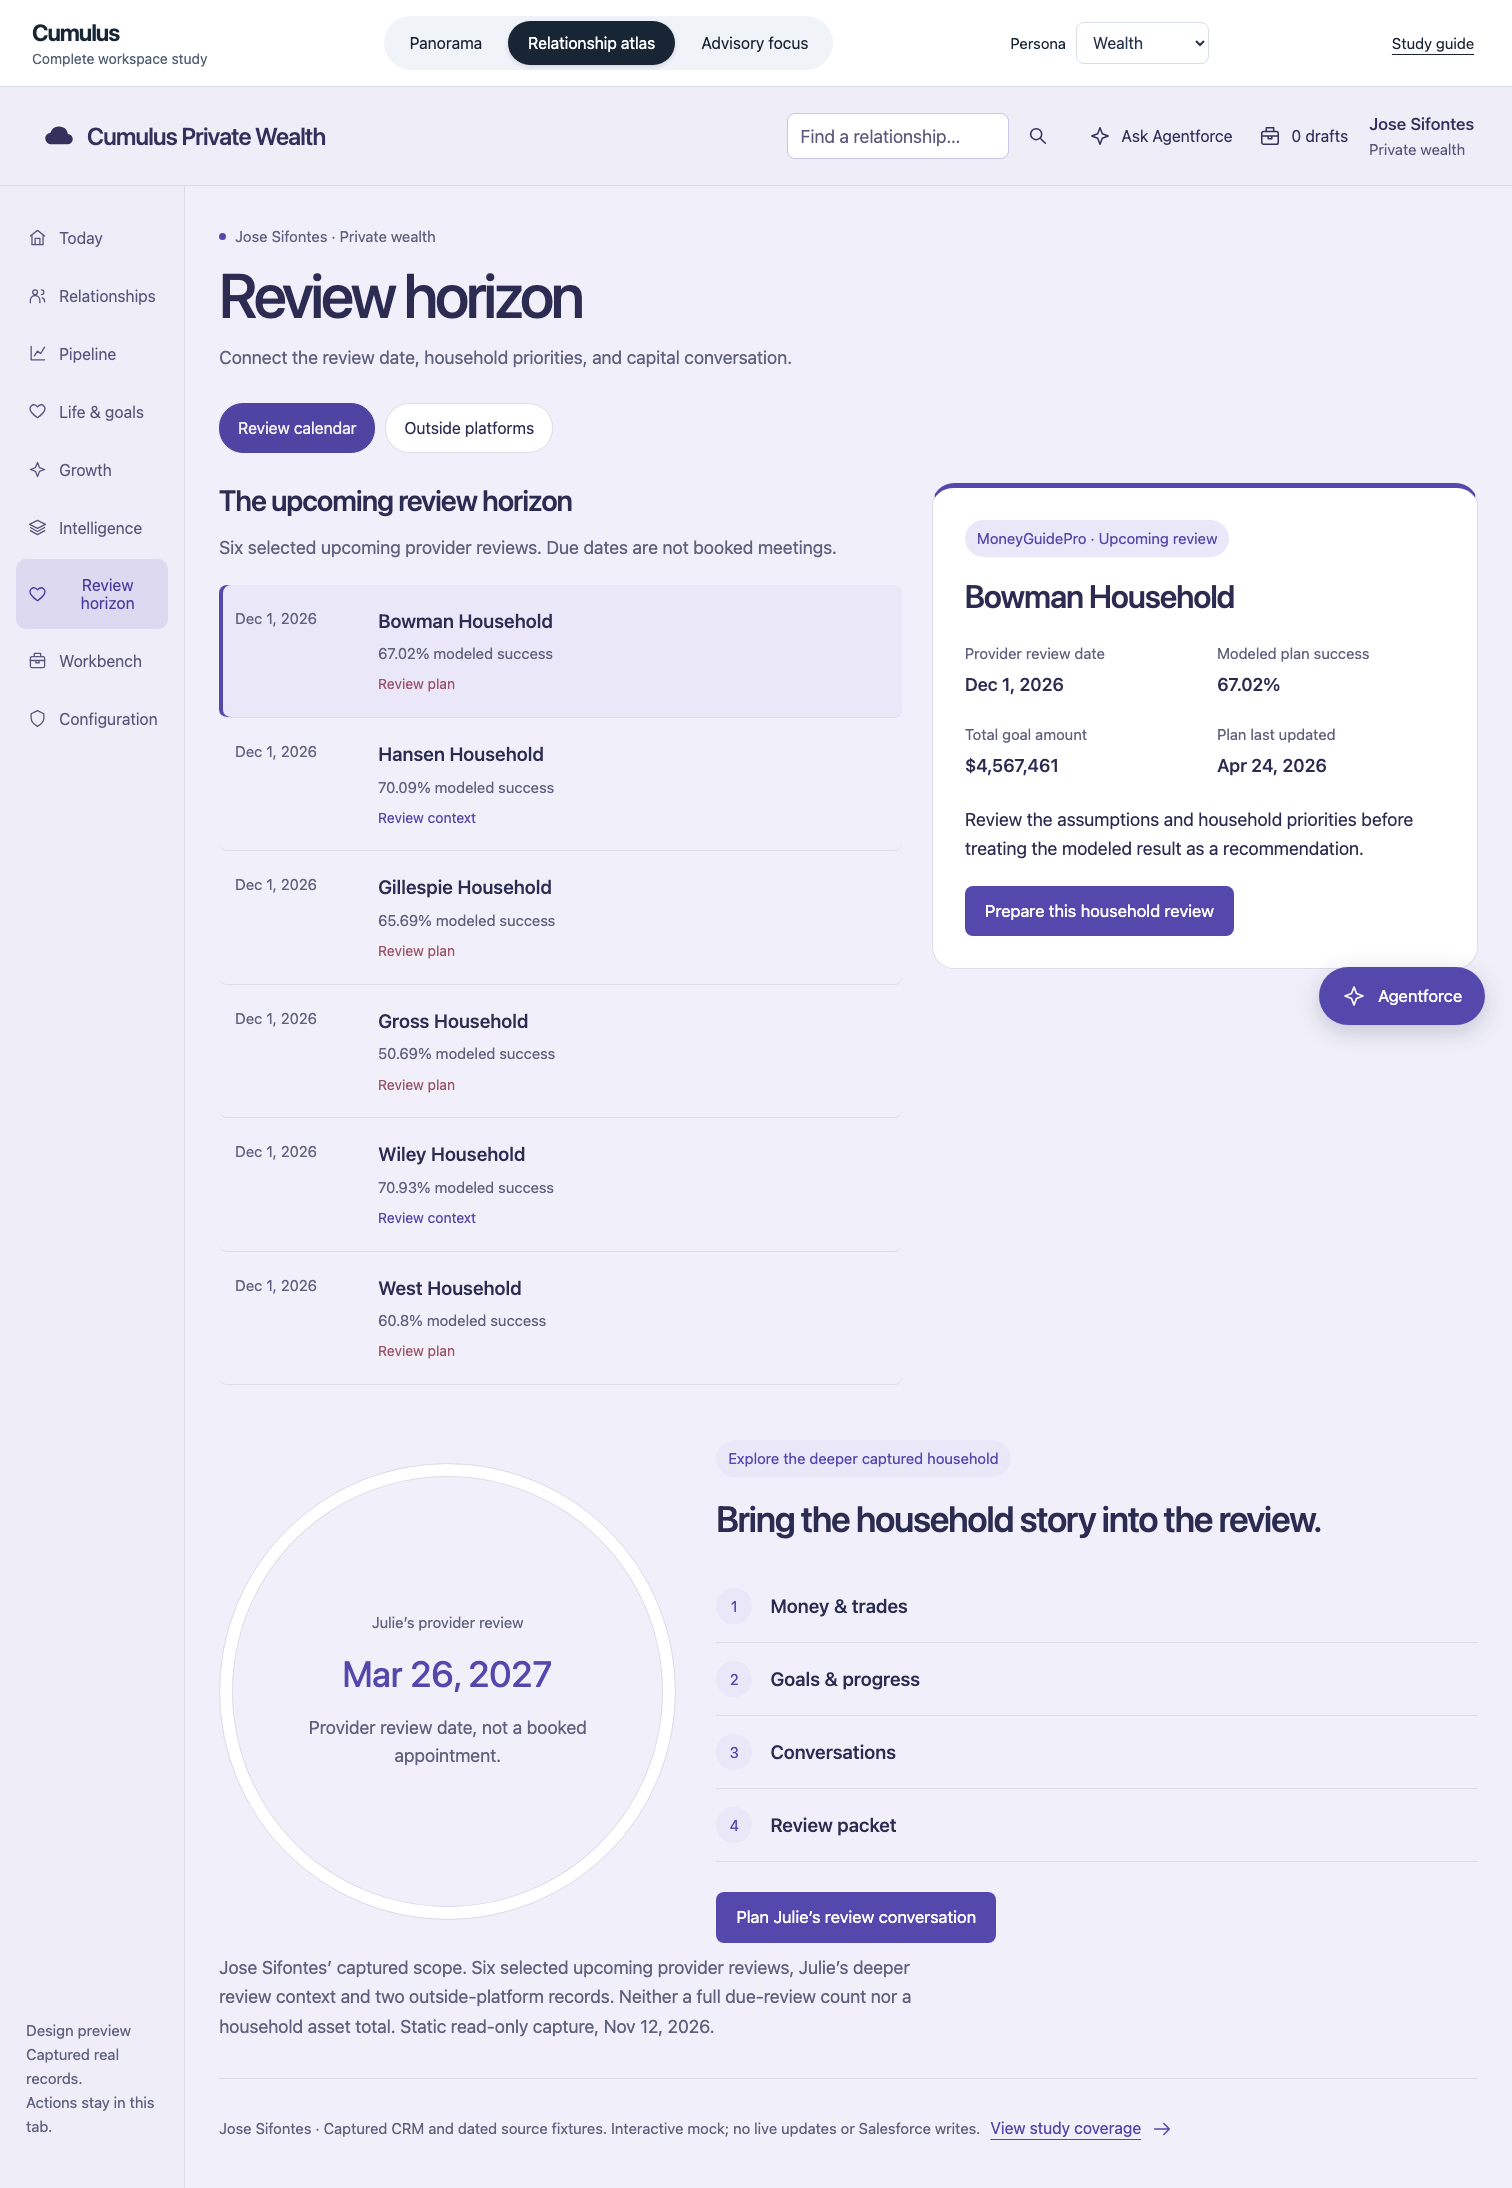 Cumulus
Complete workspace study
Panorama
Relationship atlas
Advisory focus
Persona
Wealth
Study guide
Cumulus Private Wealth
Find a relationship...
Ask Agentforce
0 drafts
Jose Sifontes
Private wealth
Today
Relationships
Pipeline
Life & goals
Growth
Intelligence
Review
horizon
Workbench
Configuration
Jose Sifontes · Private wealth
Review horizon
Connect the review date, household priorities, and capital conversation.
Review calendar
Outside platforms
The upcoming review horizon
Six selected upcoming provider reviews. Due dates are not booked meetings.
Dec 1, 2026
Bowman Household
67.02% modeled success
Review plan
Dec 1, 2026
Hansen Household
70.09% modeled success
Review context
Dec 1, 2026
Gillespie Household
65.69% modeled success
Review plan
Dec 1, 2026
Gross Household
50.69% modeled success
Review plan
Dec 1, 2026
Wiley Household
70.93% modeled success
Review context
Dec 1, 2026
West Household
60.8% modeled success
Review plan
MoneyGuidePro · Upcoming review
Bowman Household
Provider review date
Dec 1, 2026
Modeled plan success
67.02%
Total goal amount
$4,567,461
Plan last updated
Apr 24, 2026
Review the assumptions and household priorities before
treating the modeled result as a recommendation.
Prepare this household review
Agentforce
Julie’s provider review
Mar 26, 2027
Provider review date, not a booked
appointment.
Explore the deeper captured household
Bring the household story into the review.
1 Money & trades
2 Goals & progress
3 Conversations
4 Review packet
Plan Julie’s review conversation
Jose Sifontes’ captured scope. Six selected upcoming provider reviews, Julie’s deeper
review context and two outside-platform records. Neither a full due-review count nor a
household asset total. Static read-only capture, Nov 12, 2026.
Design preview
Captured real
records.
Actions stay in this
tab.
Jose Sifontes · Captured CRM and dated source fixtures. Interactive mock; no live updates or Salesforce writes.
View study coverage →